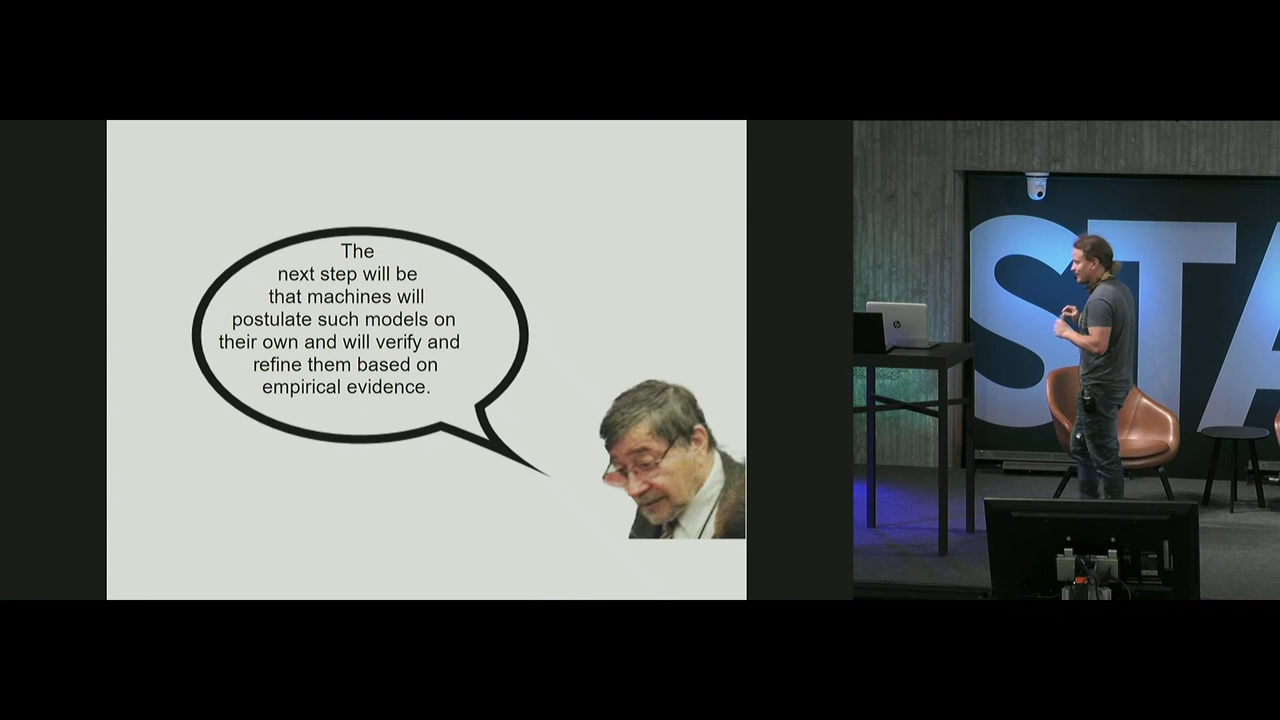 The
next step will be
that machines will
postulate such models on
their own and will verify and
refine them based on
empirical evidence.
STA
hp